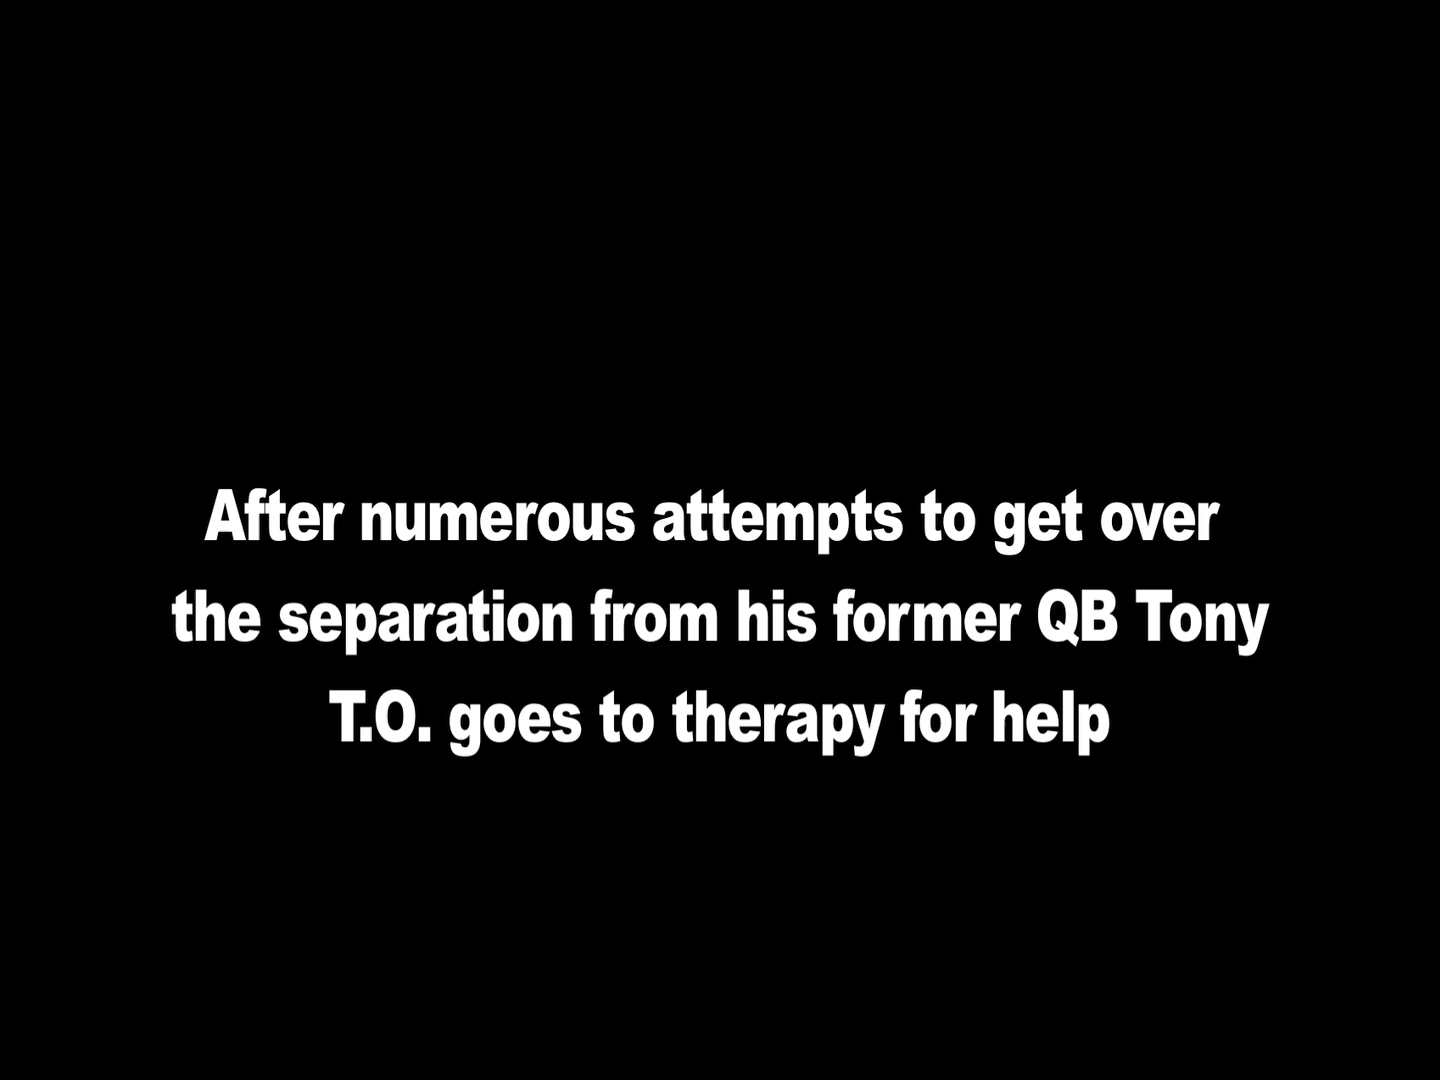 After numerous attempts to get over
the separation from his former QB Tony
T.O. goes to therapy for help